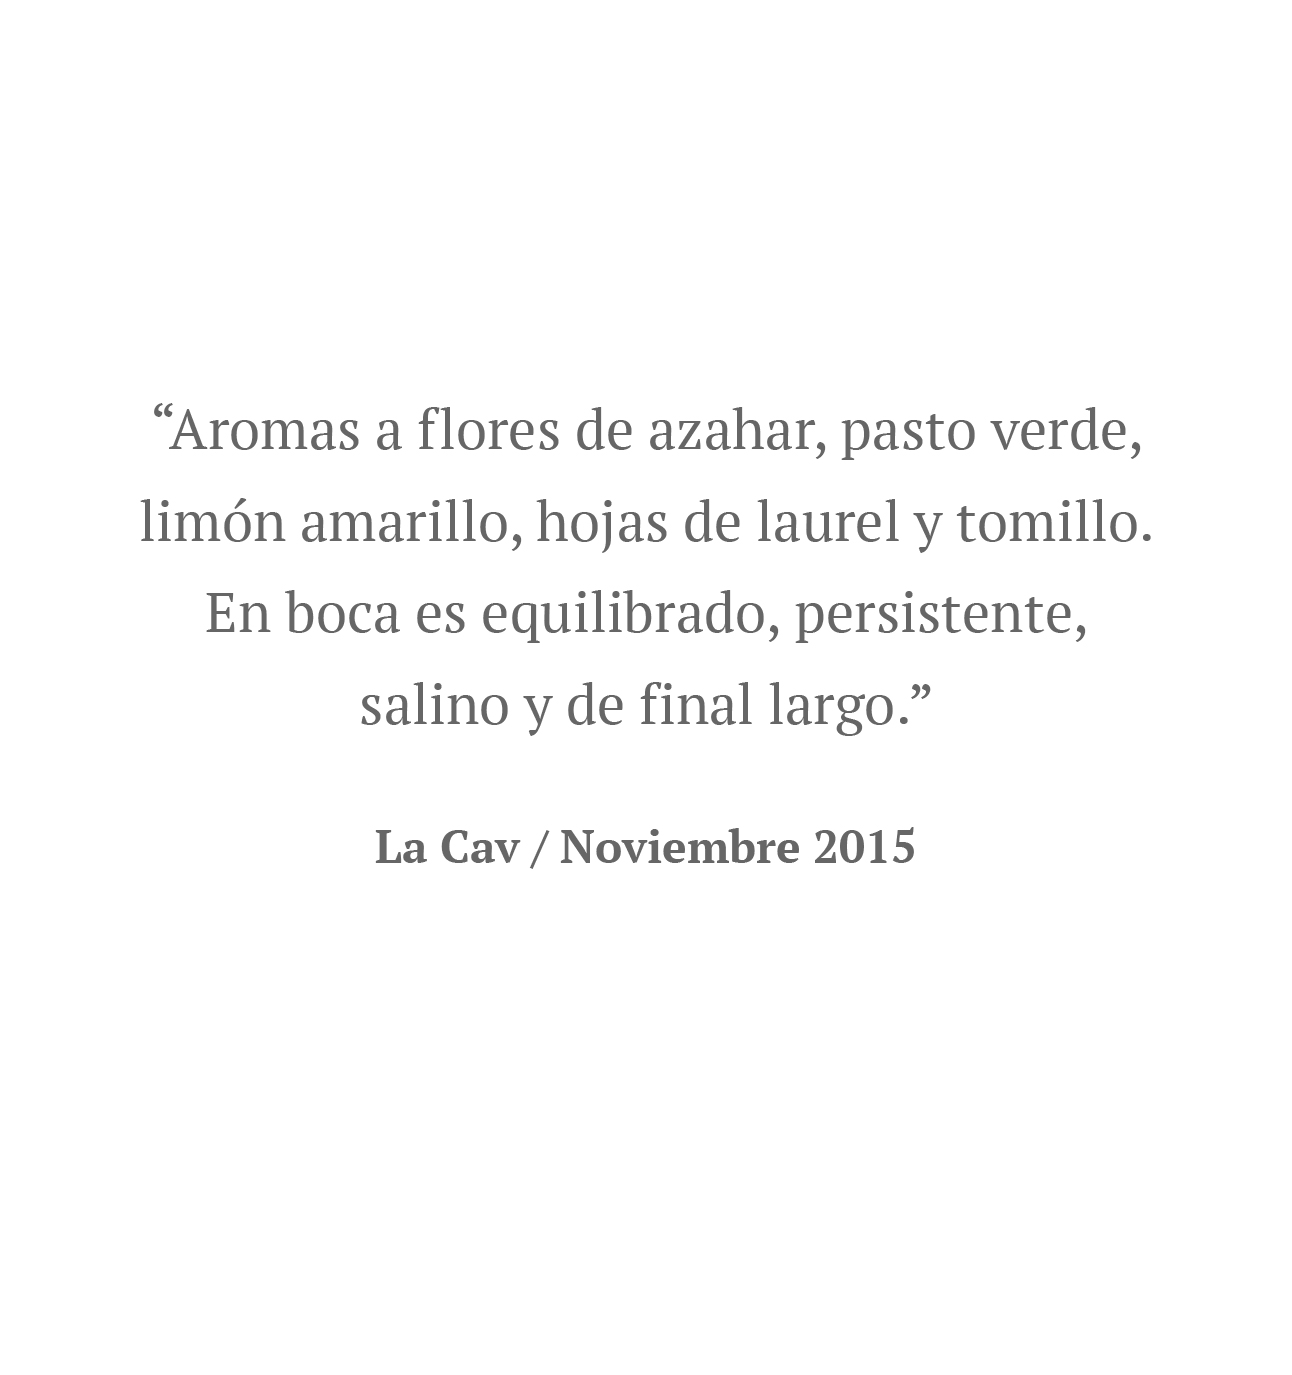 “Aromas a flores de azahar, pasto verde,
limón amarillo, hojas de laurel y tomillo.
En boca es equilibrado, persistente,
salino y de final largo.”
La Cav / Noviembre 2015